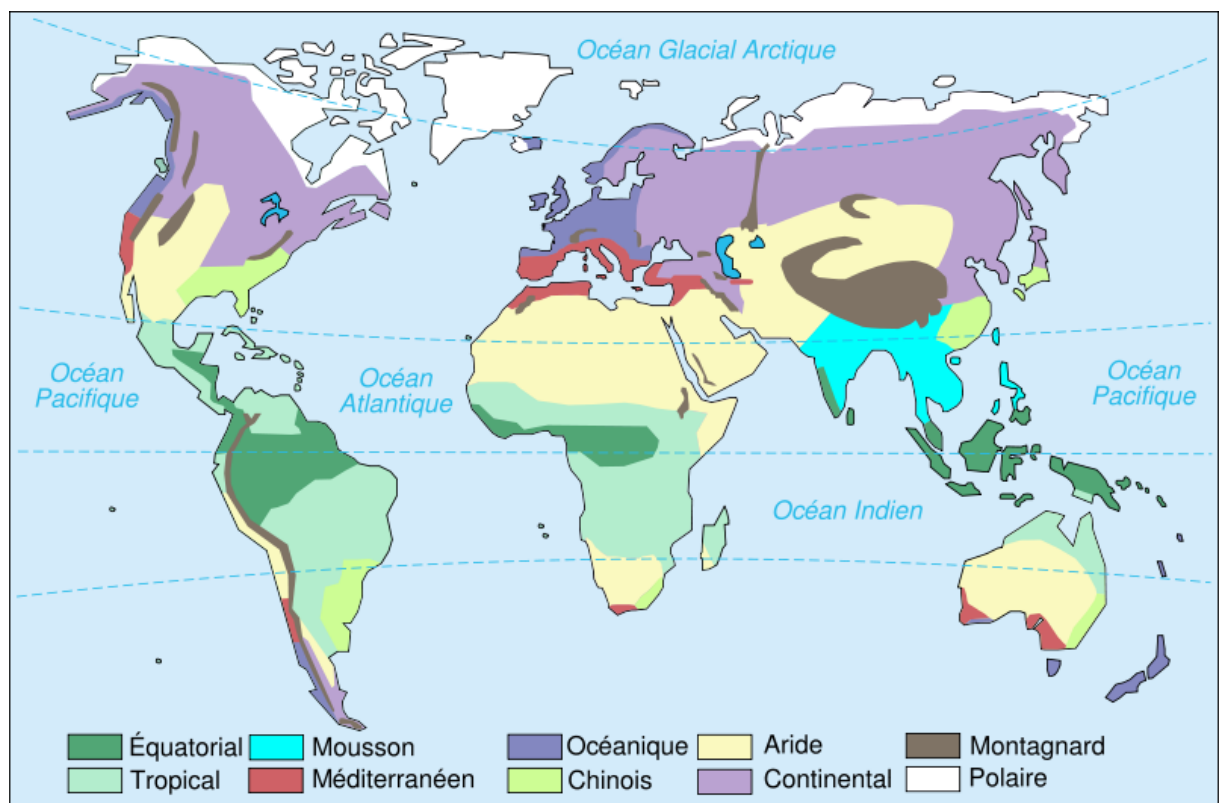 Océan Glacial Arctique
Océan
Pacifique
Océan
Atlantique
Océan
Pacifique
Océan Indien
Équatorial
Mousson
Océanique
Aride
Montagnard
Tropical
Méditerranéen
Chinois
Continental
Polaire